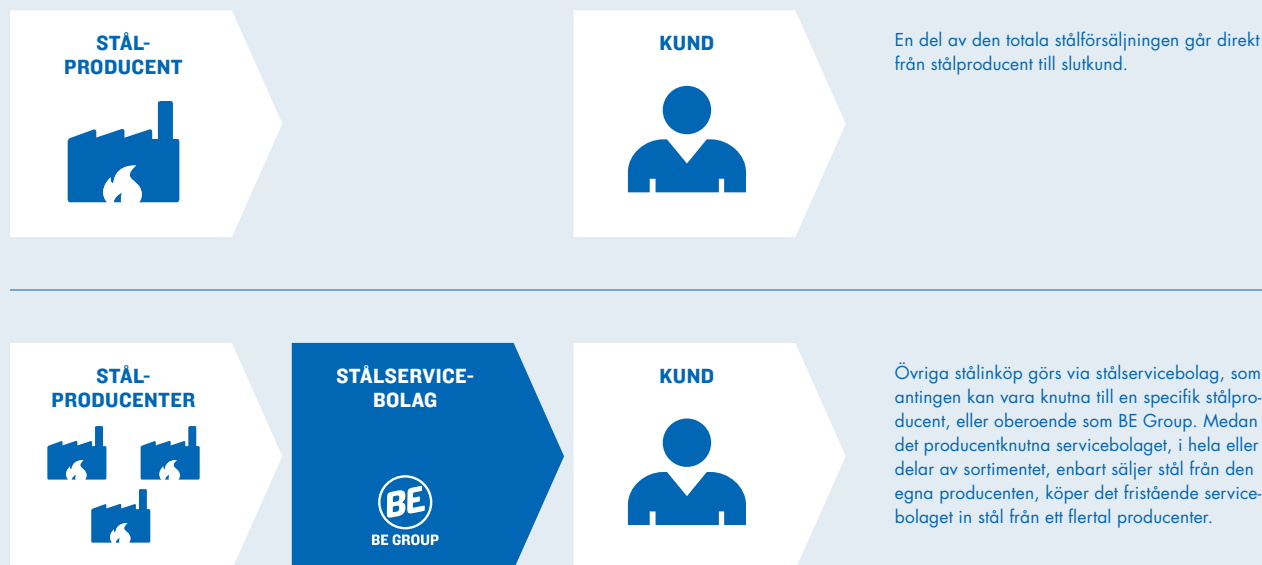 STÅL-
PRODUCENT
KUND
En del av den totala stålförsäljningen går direkt
från stålproducent till slutkund.
STÅL-
PRODUCENTER
STÅLSERVICE-
BOLAG
BE
BE GROUP
KUND
Övriga stålinköp görs via stålservicebolag, som
antingen kan vara knutna till en specifik stålpro-
ducent, eller oberoende som BE Group. Medan
det producentknutna servicebolaget, i hela eller
delar av sortimentet, enbart säljer stål från den
egna producenten, köper det fristående service-
bolaget in stål från ett flertal producenter.